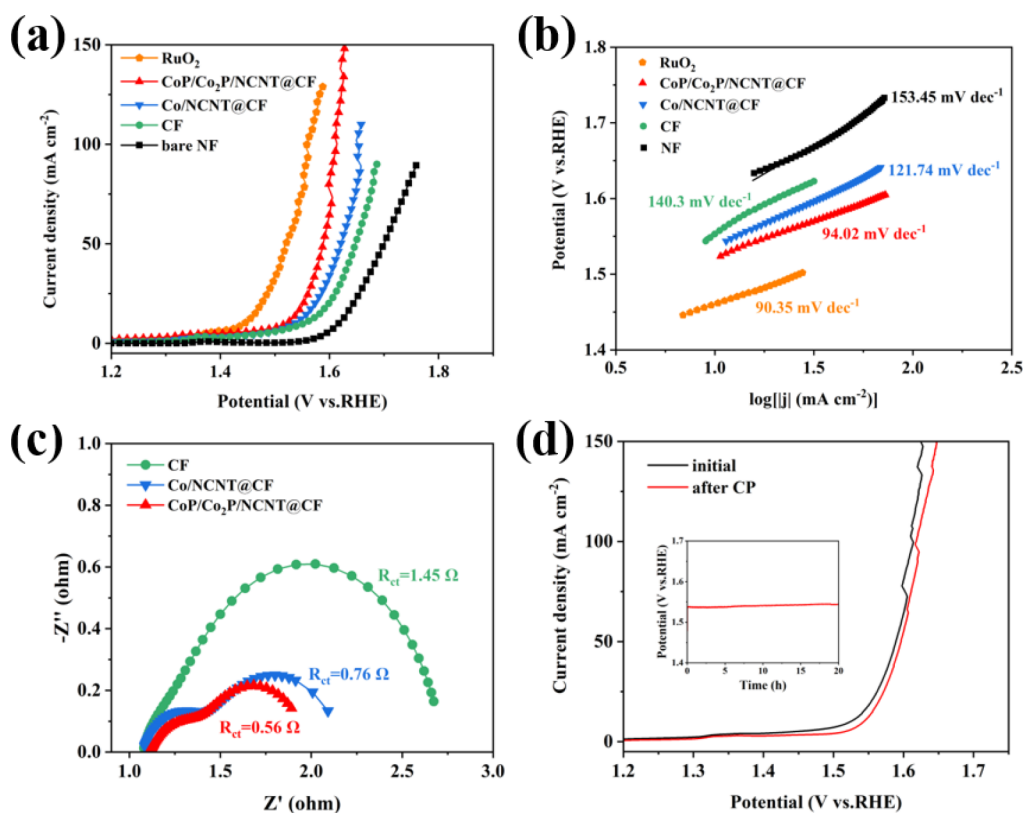 (a)
150
100
50
0
1.2
1.4
1.6
1.8
Current density (mA cm⁻²)
Potential (V vs.RHE)
RuO₂
CoP/Co₂P/NCNT@CF
Co/NCNT@CF
CF
bare NF
(b)
1.8
1.7
1.6
1.5
1.4
0.5
1.0
1.5
2.0
2.5
Potential (V vs.RHE)
log[|j| (mA cm⁻²)]
RuO₂
CoP/Co₂P/NCNT@CF
Co/NCNT@CF
CF
NF
153.45 mV dec⁻¹
121.74 mV dec⁻¹
140.3 mV dec⁻¹
94.02 mV dec⁻¹
90.35 mV dec⁻¹
(c)
1.0
0.8
0.6
0.4
0.2
0.0
1.0
1.5
2.0
2.5
3.0
-Z'' (ohm)
Z' (ohm)
CF
Co/NCNT@CF
CoP/Co₂P/NCNT@CF
Rct=1.45 Ω
Rct=0.76 Ω
Rct=0.56 Ω
(d)
150
100
50
0
1.2
1.3
1.4
1.5
1.6
1.7
Current density (mA cm⁻²)
Potential (V vs.RHE)
initial
after CP
1.7
1.6
1.5
1.4
0
5
10
15
20
Potential (V vs.RHE)
Time (h)